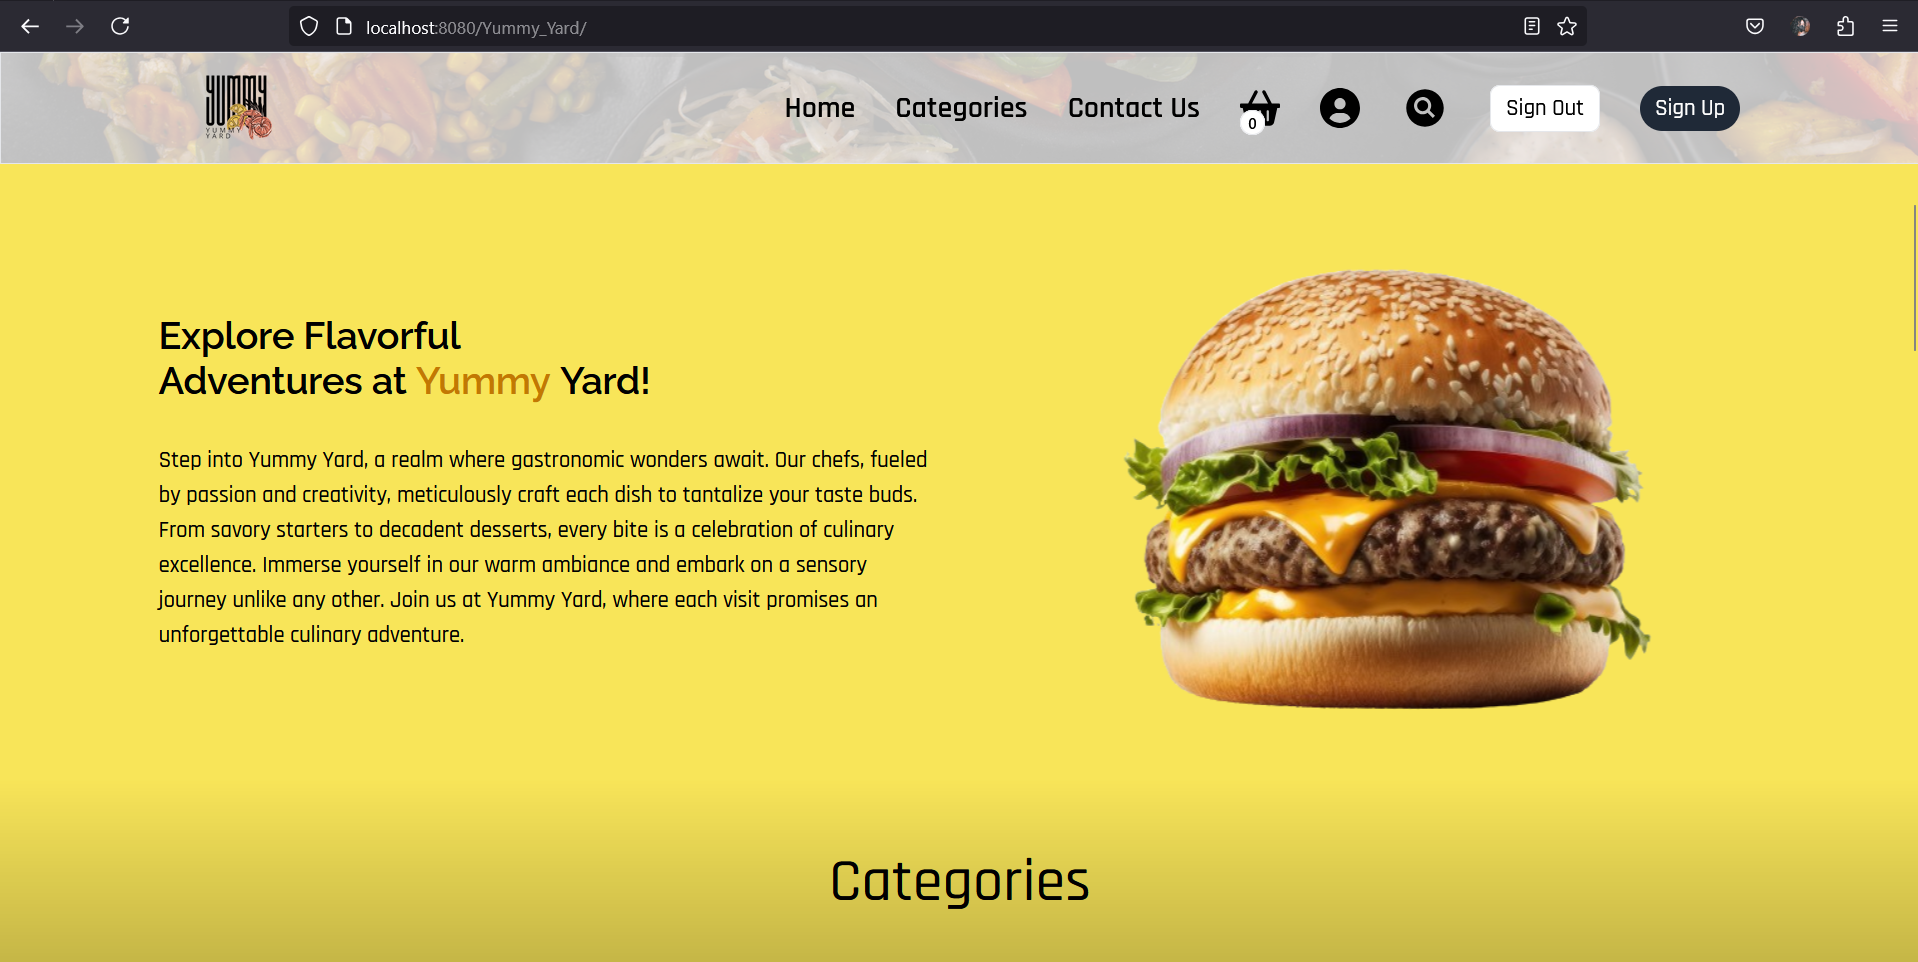 localhost:8080/Yummy_Yard/
YUMMY
YUMMY
YARD
Home Categories Contact Us 0 Sign Out Sign Up
Explore Flavorful
Adventures at Yummy Yard!
Step into Yummy Yard, a realm where gastronomic wonders await. Our chefs, fueled
by passion and creativity, meticulously craft each dish to tantalize your taste buds.
From savory starters to decadent desserts, every bite is a celebration of culinary
excellence. Immerse yourself in our warm ambiance and embark on a sensory
journey unlike any other. Join us at Yummy Yard, where each visit promises an
unforgettable culinary adventure.
Categories